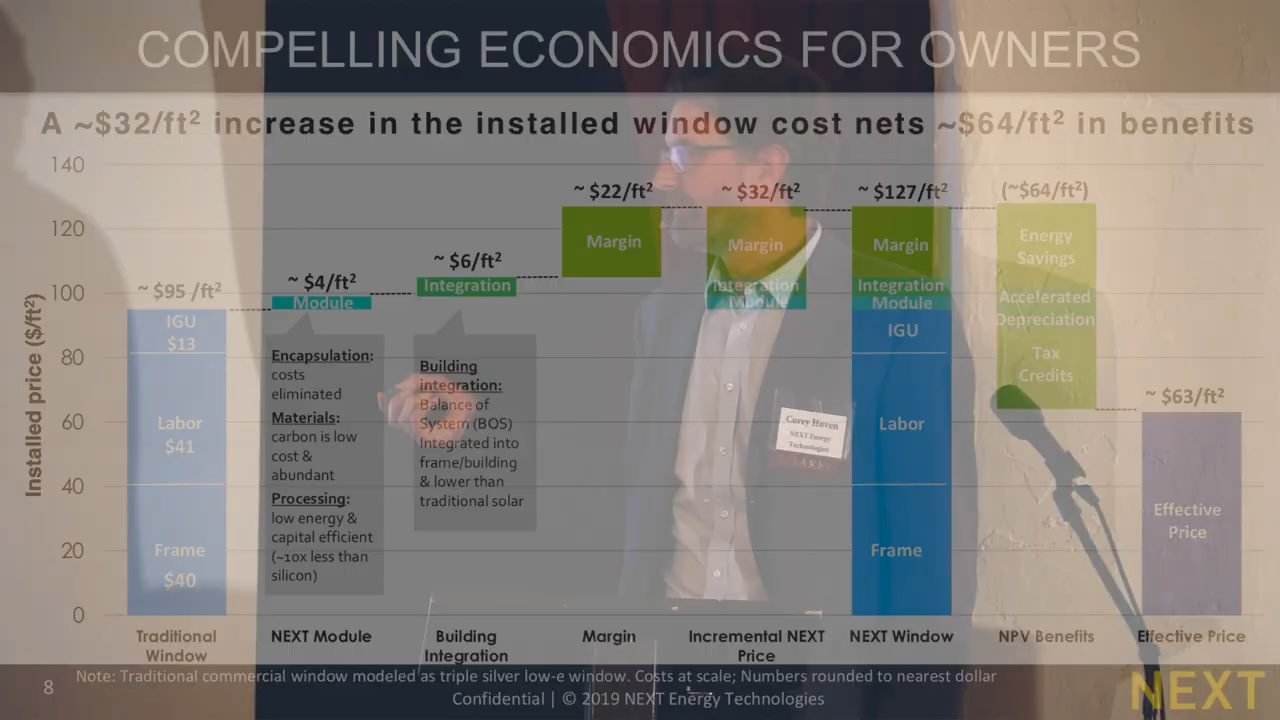 COMPELLING ECONOMICS FOR OWNERS
A ~$32/ft² increase in the installed window cost nets ~$64/ft² in benefits
Installed price ($/ft²)
140
120
100
80
60
40
20
0
~ $95 /ft²
IGU
$13
Labor
$41
Frame
$40
Traditional
Window
~ $4/ft²
Module
Encapsulation:
costs
eliminated
Materials:
carbon is low
cost &
abundant
Processing:
low energy &
capital efficient
(~10x less than
silicon)
NEXT Module
~ $6/ft²
Integration
Building
integration:
Balance of
System (BOS)
Integrated into
frame/building
& lower than
traditional solar
Building
Integration
~ $22/ft²
Margin
Margin
~ $32/ft²
Margin
Integration
Module
Incremental NEXT
Price
~ $127/ft²
Margin
Integration
Module
IGU
Labor
Frame
NEXT Window
(~$64/ft²)
Energy
Savings
Accelerated
Depreciation
Tax
Credits
NPV Benefits
~ $63/ft²
Effective
Price
Effective Price
Corey Hoven
NEXT Energy
Technologies
8
Note: Traditional commercial window modeled as triple silver low-e window. Costs at scale; Numbers rounded to nearest dollar
Confidential | © 2019 NEXT Energy Technologies
NEXT